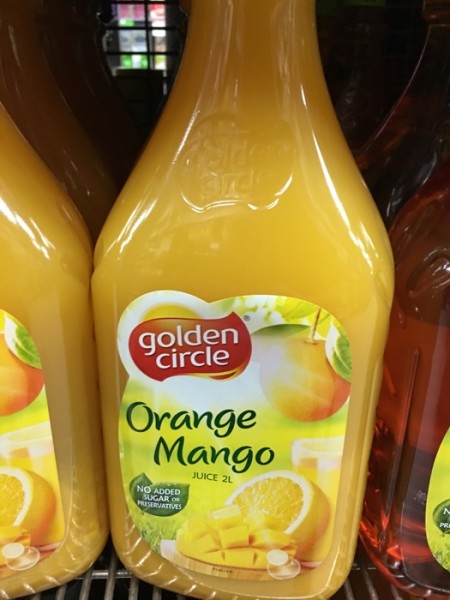 golden
circle
®
Orange
Mango
JUICE 2L
NO ADDED
SUGAR OR
PRESERVATIVES